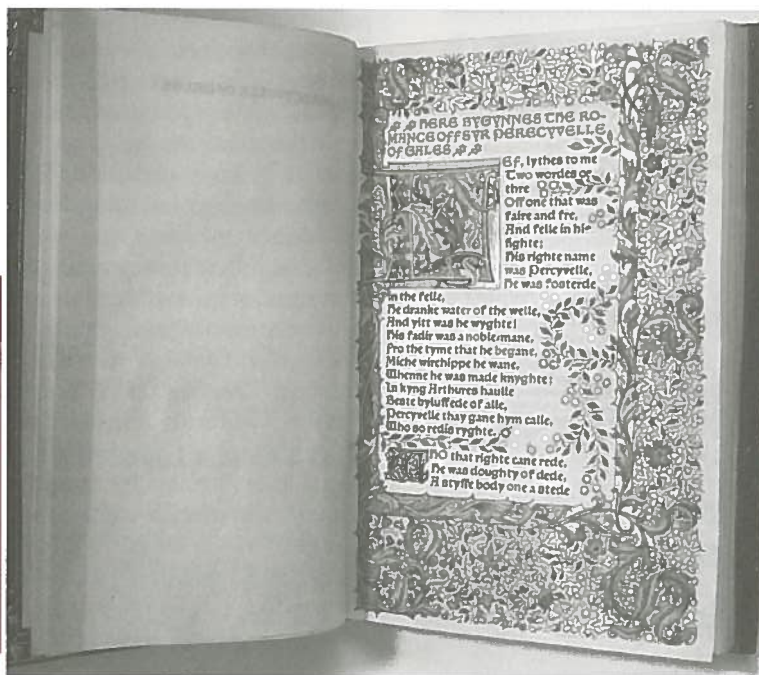 HERE BYGYNNES THE RO-
MANCE OFF SYR PERECYVELLE
OF GALES
LEF, lythes to me
Two wordes or
thre
Off one that was
faire and fre,
And felle in his
fighte;
His righte name
was Percyvelle,
He was fosterde
in the felle,
He dranke water of the welle,
And yitt was he wyghte!
His fadir was a noblemane,
Fro the tyme that he begane,
Miche wirchippe he wane,
Whenne he was made knyghte;
In kyng Arthures haulle
Beste byluffede of alle,
Percyvelle thay gane hym calle,
Who so redis ryghte.
WHO that righte cane rede,
He was doughty of dede,
A styffe body one a stede